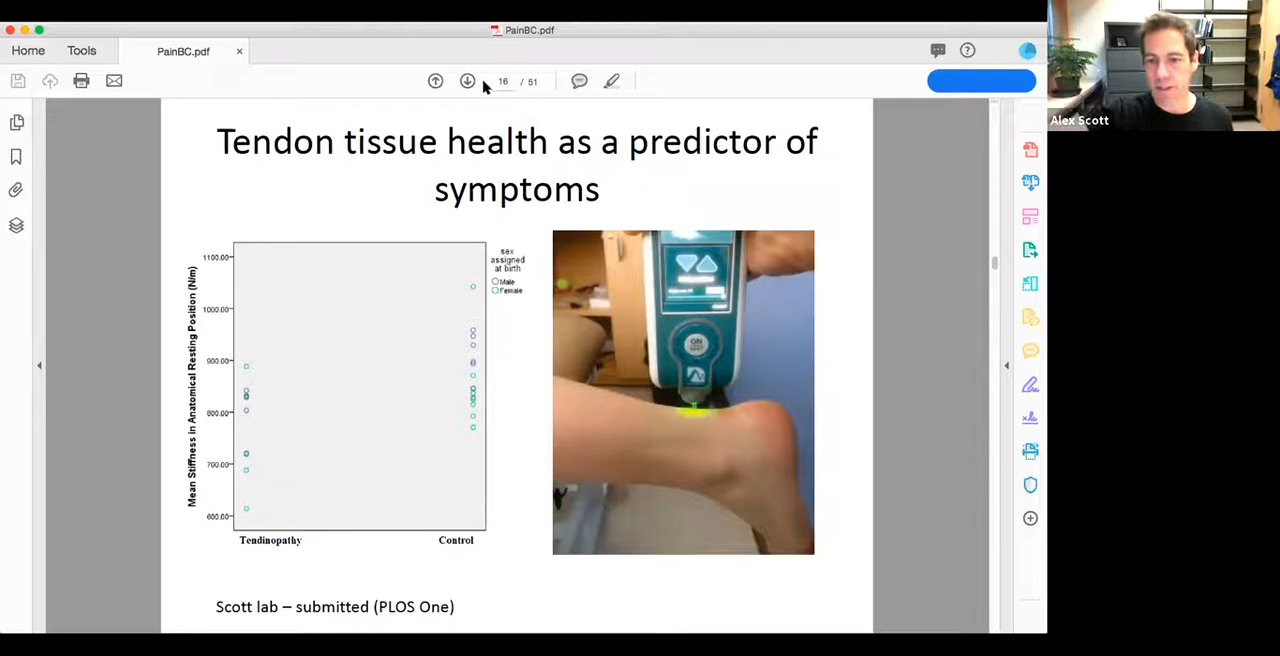 PainBC.pdf
Home
Tools
PainBC.pdf
16 / 51
Alex Scott
Tendon tissue health as a predictor of
symptoms
Mean Stiffness in Anatomical Resting Position (N/m)
1100.00
1000.00
900.00
800.00
700.00
600.00
Tendinopathy
Control
sex
assigned
at birth
Male
Female
ON
Scott lab – submitted (PLOS One)